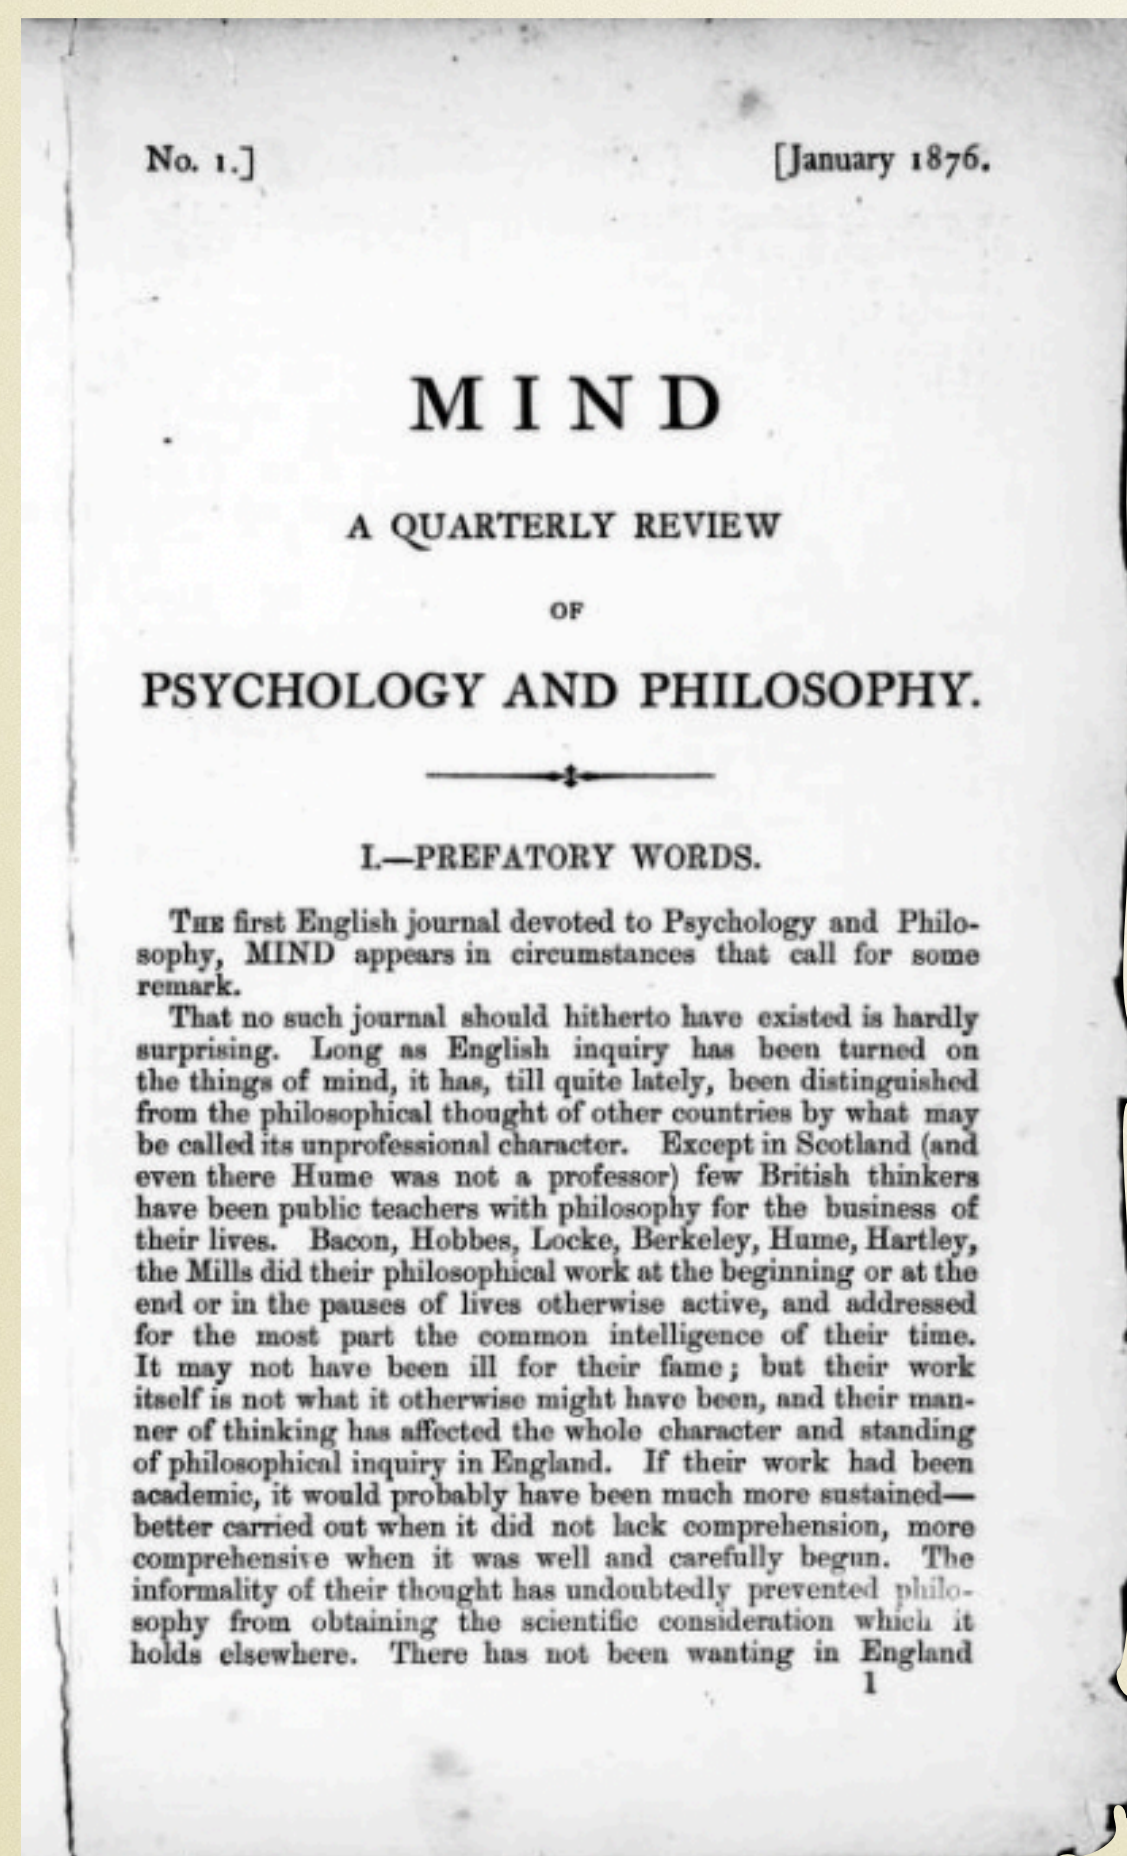 No. 1.]
[January 1876.
MIND
A QUARTERLY REVIEW
OF
PSYCHOLOGY AND PHILOSOPHY.
I.—PREFATORY WORDS.
THE first English journal devoted to Psychology and Philo-
sophy, MIND appears in circumstances that call for some
remark.
That no such journal should hitherto have existed is hardly
surprising. Long as English inquiry has been turned on
the things of mind, it has, till quite lately, been distinguished
from the philosophical thought of other countries by what may
be called its unprofessional character. Except in Scotland (and
even there Hume was not a professor) few British thinkers
have been public teachers with philosophy for the business of
their lives. Bacon, Hobbes, Locke, Berkeley, Hume, Hartley,
the Mills did their philosophical work at the beginning or at the
end or in the pauses of lives otherwise active, and addressed
for the most part the common intelligence of their time.
It may not have been ill for their fame; but their work
itself is not what it otherwise might have been, and their man-
ner of thinking has affected the whole character and standing
of philosophical inquiry in England. If their work had been
academic, it would probably have been much more sustained—
better carried out when it did not lack comprehension, more
comprehensive when it was well and carefully begun. The
informality of their thought has undoubtedly prevented philo-
sophy from obtaining the scientific consideration which it
holds elsewhere. There has not been wanting in England
1